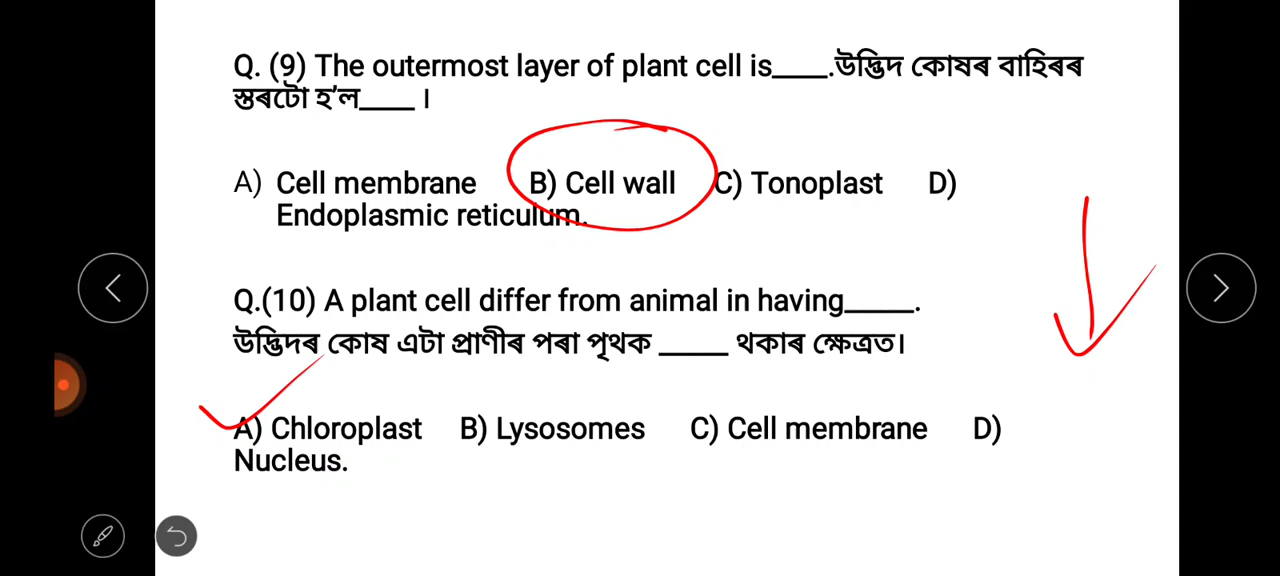 Q. (9) The outermost layer of plant cell is____.উদ্ভিদ কোষৰ বাহিৰৰ
স্তৰটো হ'ল____ ।
A) Cell membrane B) Cell wall C) Tonoplast D)
Endoplasmic reticulum.
Q.(10) A plant cell differ from animal in having_____.
উদ্ভিদৰ কোষ এটা প্ৰাণীৰ পৰা পৃথক _____ থকাৰ ক্ষেত্ৰত।
A) Chloroplast B) Lysosomes C) Cell membrane D)
Nucleus.